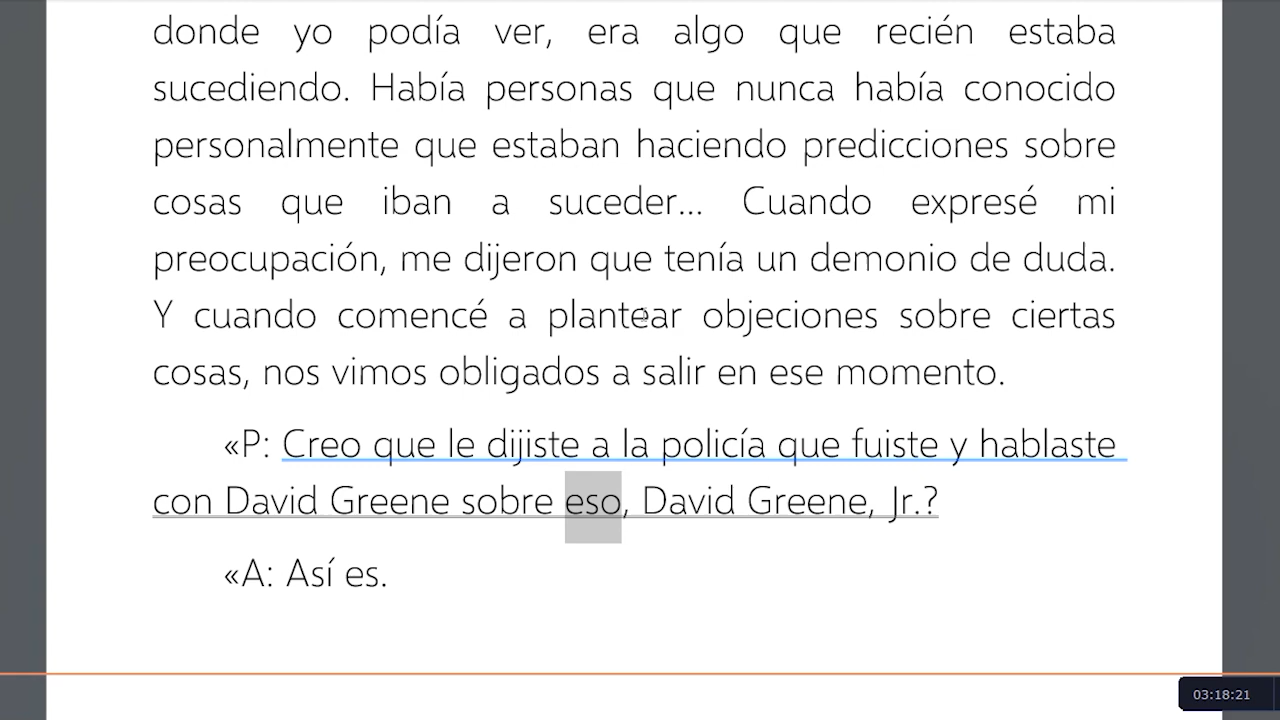 donde yo podía ver, era algo que recién estaba
sucediendo. Había personas que nunca había conocido
personalmente que estaban haciendo predicciones sobre
cosas que iban a suceder... Cuando expresé mi
preocupación, me dijeron que tenía un demonio de duda.
Y cuando comencé a plantear objeciones sobre ciertas
cosas, nos vimos obligados a salir en ese momento.
«P: Creo que le dijiste a la policía que fuiste y hablaste
con David Greene sobre eso, David Greene, Jr.?
«A: Así es.
03:18:21